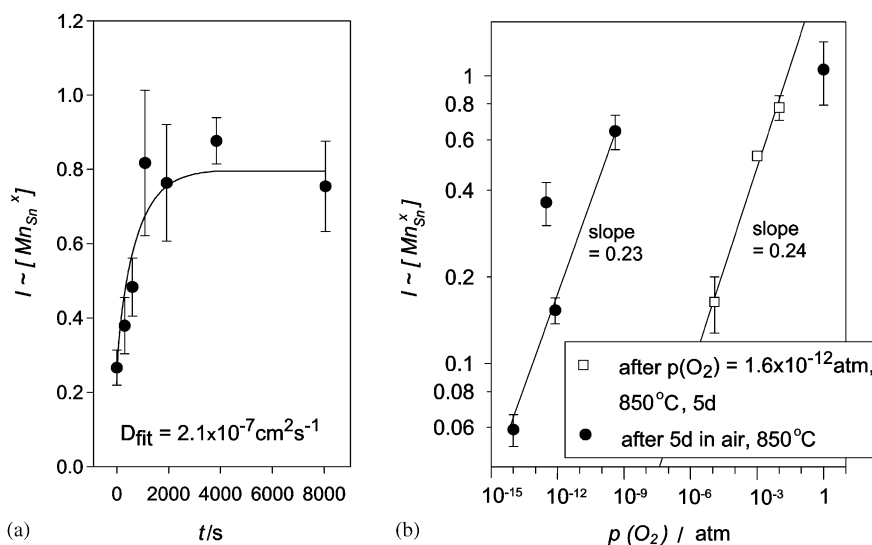 1.2
1.0
0.8
0.6
0.4
0.2
0.0
I ~ [ Mn_Sn^x ]
D_fit = 2.1x10^-7 cm^2 s^-1
0 2000 4000 6000 8000
t/s
(a)
1
0.8
0.6
0.4
0.2
0.1
0.08
0.06
I ~ [ Mn_Sn^x ]
slope
= 0.23
slope
= 0.24
after p(O_2) = 1.6x10^-12 atm,
850°C, 5d
after 5d in air, 850°C
10^-15 10^-12 10^-9 10^-6 10^-3 1
p (O_2) / atm
(b)